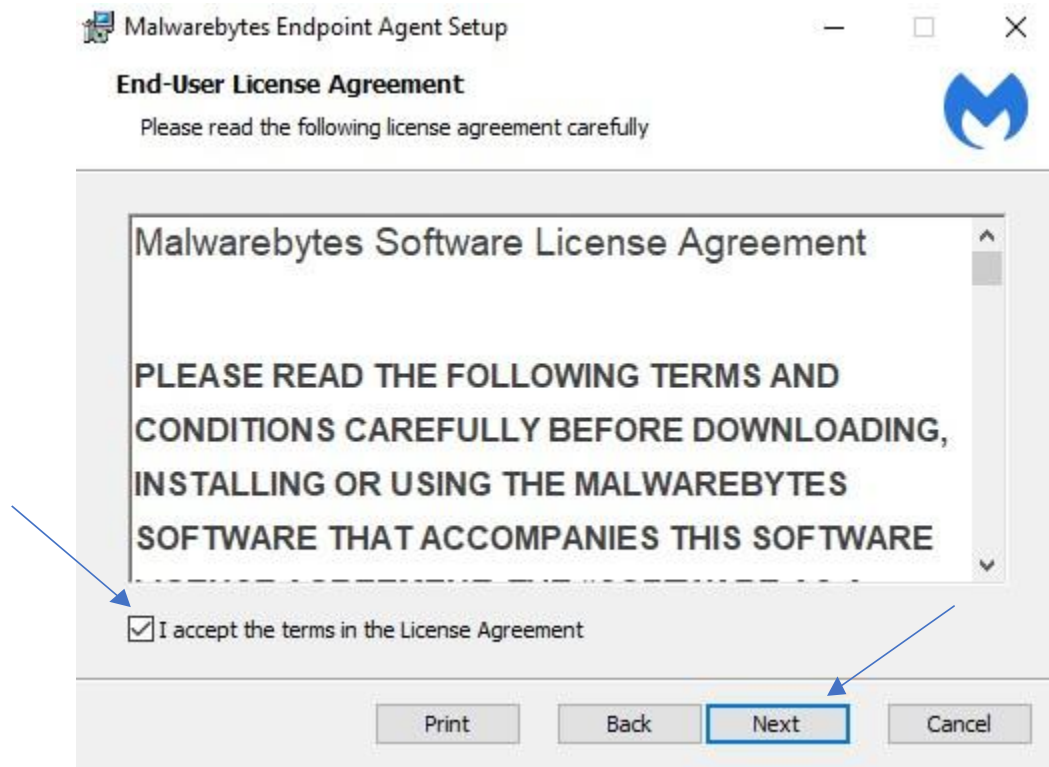 Malwarebytes Endpoint Agent Setup
End-User License Agreement
Please read the following license agreement carefully
Malwarebytes Software License Agreement
PLEASE READ THE FOLLOWING TERMS AND
CONDITIONS CAREFULLY BEFORE DOWNLOADING,
INSTALLING OR USING THE MALWAREBYTES
SOFTWARE THAT ACCOMPANIES THIS SOFTWARE
I accept the terms in the License Agreement
Print Back Next Cancel